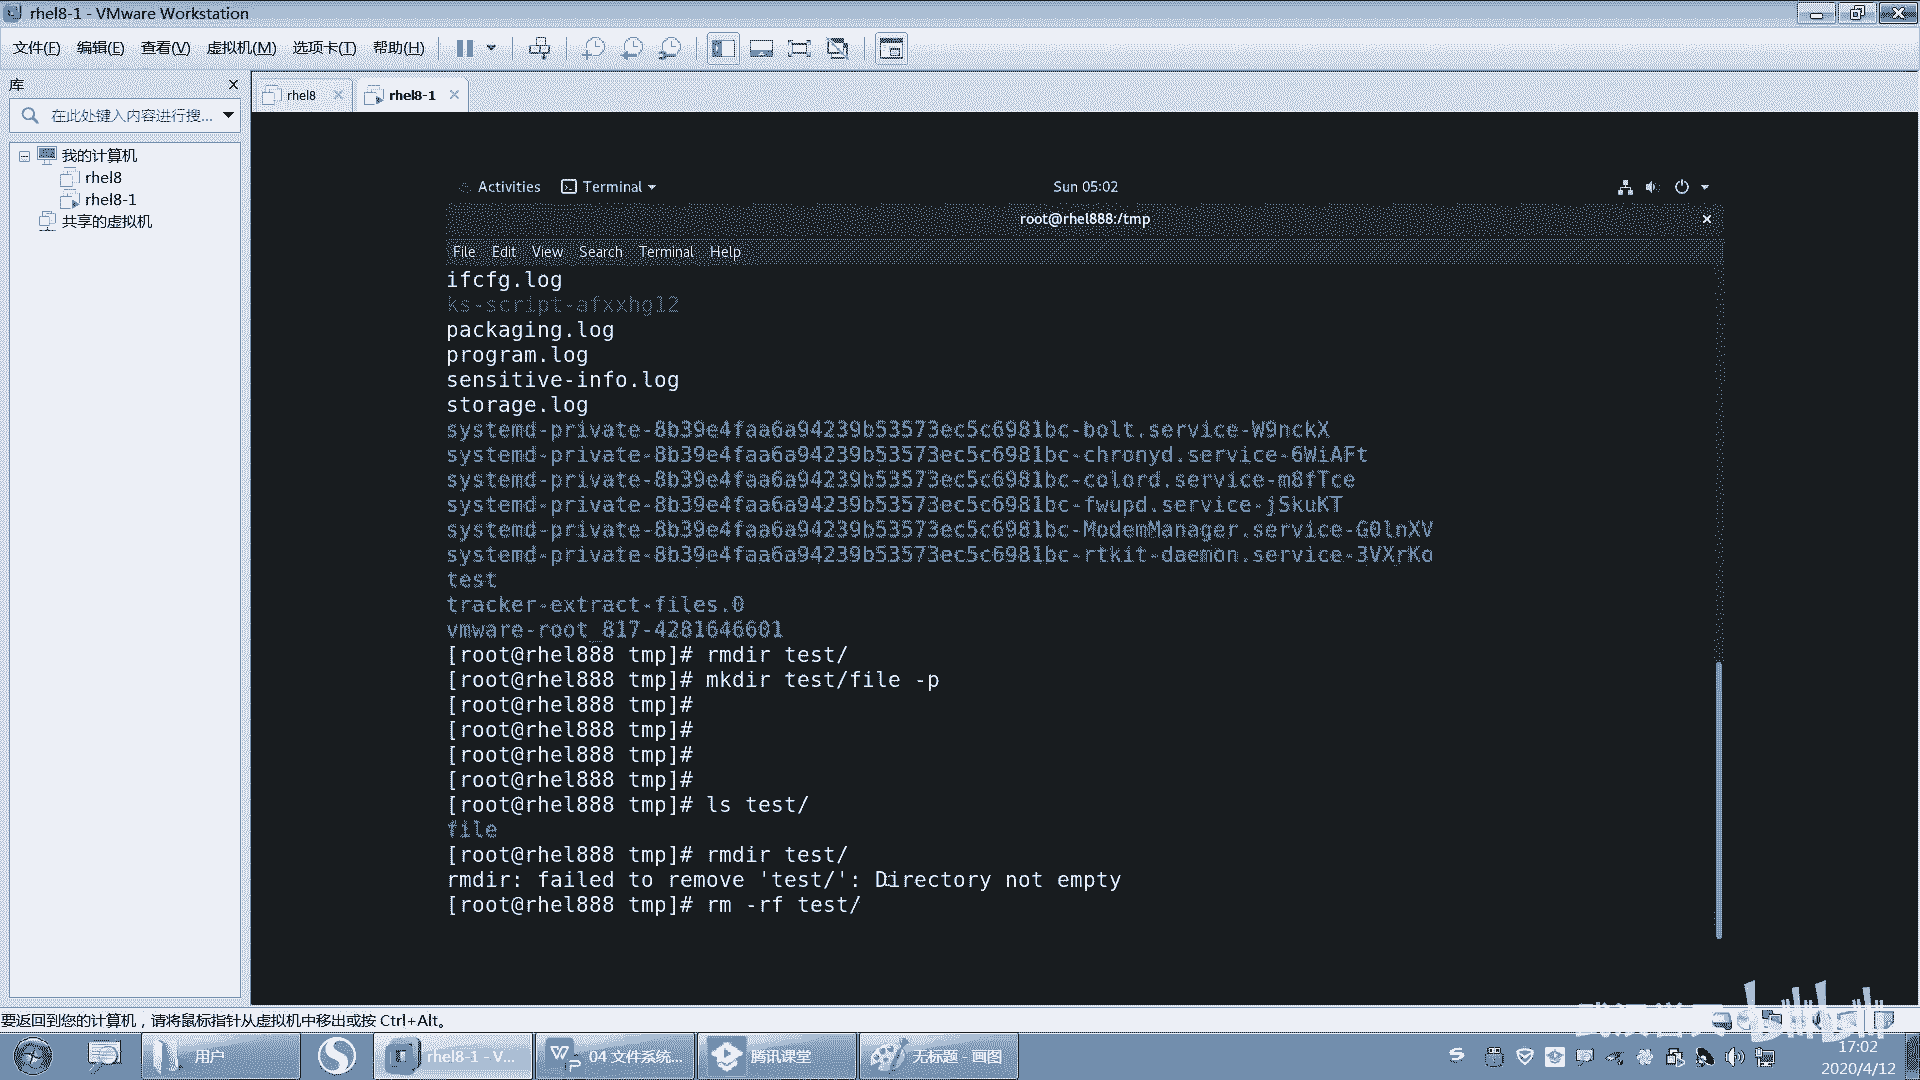 rhel8-1 - VMware Workstation
文件(F) 编辑(E) 查看(V) 虚拟机(M) 选项卡(T) 帮助(H)
库
在此处键入内容进行搜...
我的计算机
rhel8
rhel8-1
共享的虚拟机
rhel8 rhel8-1
Activities Terminal Sun 05:02
root@rhel888:/tmp
File Edit View Search Terminal Help
ifcfg.log
ks-script-afxxhgl2
packaging.log
program.log
sensitive-info.log
storage.log
systemd-private-8b39e4faa6a94239b53573ec5c6981bc-bolt.service-W9nckX
systemd-private-8b39e4faa6a94239b53573ec5c6981bc-chronyd.service-6WiAFt
systemd-private-8b39e4faa6a94239b53573ec5c6981bc-colord.service-m8fTce
systemd-private-8b39e4faa6a94239b53573ec5c6981bc-fwupd.service-jSkuKT
systemd-private-8b39e4faa6a94239b53573ec5c6981bc-ModemManager.service-G0lnXV
systemd-private-8b39e4faa6a94239b53573ec5c6981bc-rtkit-daemon.service-3VXrKo
test
tracker-extract-files.0
vmware-root_817-4281646601
[root@rhel888 tmp]# rmdir test/
[root@rhel888 tmp]# mkdir test/file -p
[root@rhel888 tmp]#
[root@rhel888 tmp]#
[root@rhel888 tmp]#
[root@rhel888 tmp]#
[root@rhel888 tmp]# ls test/
file
[root@rhel888 tmp]# rmdir test/
rmdir: failed to remove 'test/': Directory not empty
[root@rhel888 tmp]# rm -rf test/
要返回到您的计算机，请将鼠标指针从虚拟机中移出或按 Ctrl+Alt。
bilibili
用户 rhel8-1 - V... 04 文件系统... 腾讯课堂 无标题 - 画图
17:02
2020/4/12